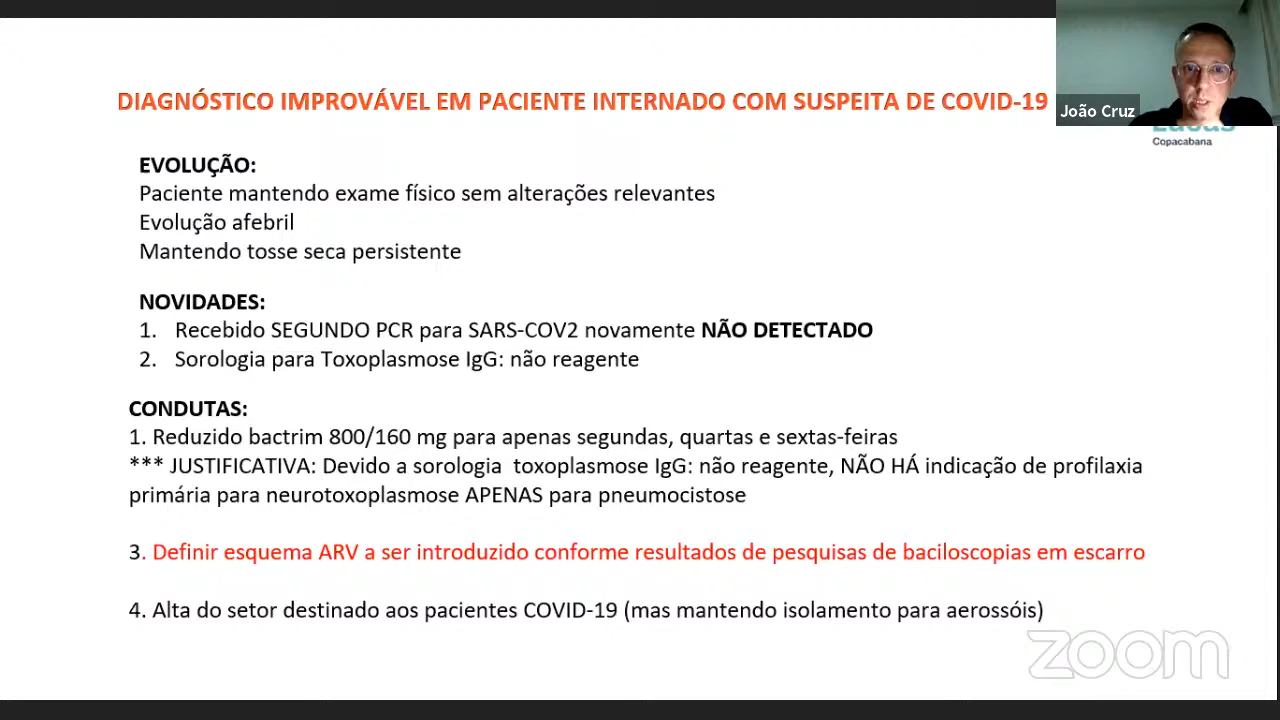 DIAGNÓSTICO IMPROVÁVEL EM PACIENTE INTERNADO COM SUSPEITA DE COVID-19
João Cruz
Lucas
Copacabana
EVOLUÇÃO:
Paciente mantendo exame físico sem alterações relevantes
Evolução afebril
Mantendo tosse seca persistente
NOVIDADES:
1. Recebido SEGUNDO PCR para SARS-COV2 novamente NÃO DETECTADO
2. Sorologia para Toxoplasmose IgG: não reagente
CONDUTAS:
1. Reduzido bactrim 800/160 mg para apenas segundas, quartas e sextas-feiras
*** JUSTIFICATIVA: Devido a sorologia toxoplasmose IgG: não reagente, NÃO HÁ indicação de profilaxia
primária para neurotoxoplasmose APENAS para pneumocistose
3. Definir esquema ARV a ser introduzido conforme resultados de pesquisas de baciloscopias em escarro
4. Alta do setor destinado aos pacientes COVID-19 (mas mantendo isolamento para aerossóis)
zoom